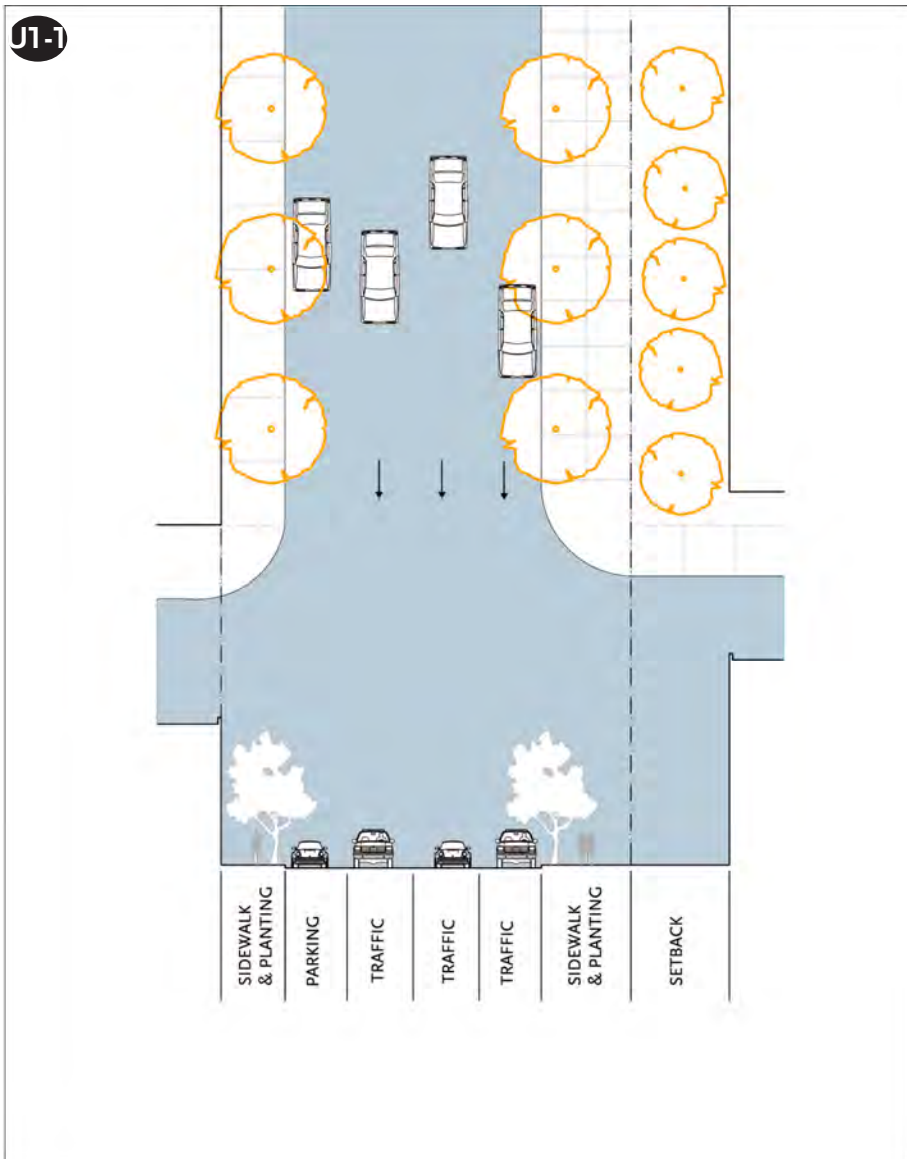 U1-1
SIDEWALK
& PLANTING
PARKING
TRAFFIC
TRAFFIC
TRAFFIC
SIDEWALK
& PLANTING
SETBACK